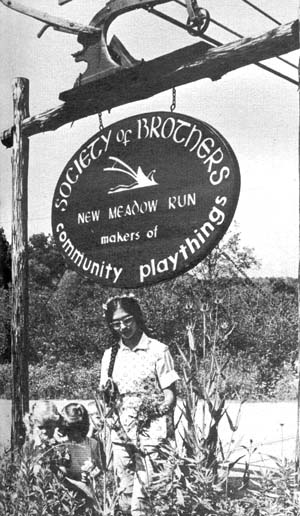 SOCIETY of BROTHERS
NEW MEADOW RUN
makers of
community playthings